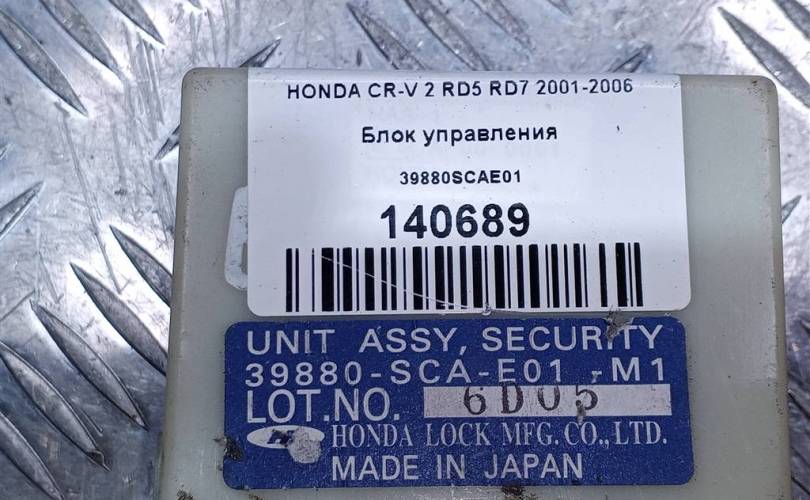 HONDA CR-V 2 RD5 RD7 2001-2006
Блок управления
39880SCAE01
140689
UNIT ASSY, SECURITY
39880-SCA-E01 -M1
LOT.NO. 6D05
HONDA LOCK MFG.CO.,LTD.
MADE IN JAPAN